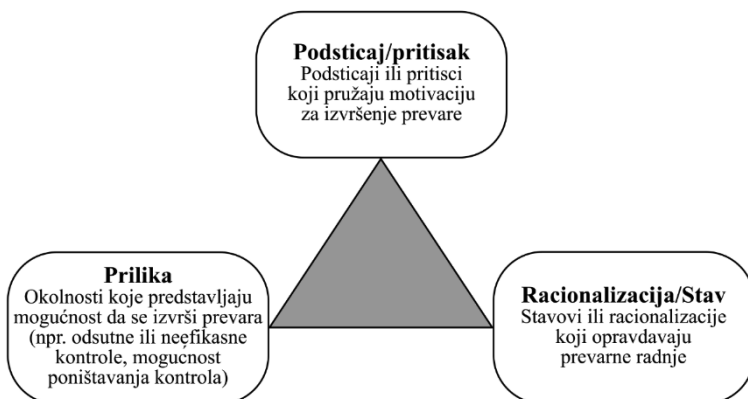 Podsticaj/pritisak
Podsticaji ili pritisci
koji pružaju motivaciju
za izvršenje prevare
Prilika
Okolnosti koje predstavljaju
mogućnost da se izvrši prevara
(npr. odsutne ili neefikasne
kontrole, mogućnost
poništavanja kontrola)
Racionalizacija/Stav
Stavovi ili racionalizacije
koji opravdavaju
prevarne radnje